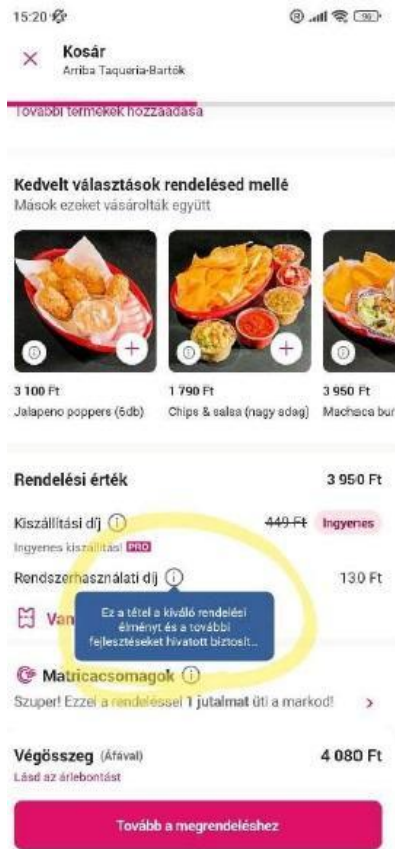 15:20
96
Kosár
Arriba Taqueria-Bartók
További termékek hozzáadása
Kedvelt választások rendelésed mellé
Mások ezeket vásárolták együtt
3 100 Ft
Jalapeno poppers (6db)
1 790 Ft
Chips & salsa (nagy adag)
3 950 Ft
Machaca bur
Rendelési érték 3 950 Ft
Kiszállítási díj 449 Ft Ingyenes
Ingyenes kiszállítás! PRO
Rendszerhasználati díj 130 Ft
Van
Ez a tétel a kiváló rendelési
élményt és a további
fejlesztéseket hivatott biztosít...
Matricacsomagok
Szuper! Ezzel a rendeléssel 1 jutalmat üti a markod!
Végösszeg (Áfával) 4 080 Ft
Lásd az árlebontást
Tovább a megrendeléshez